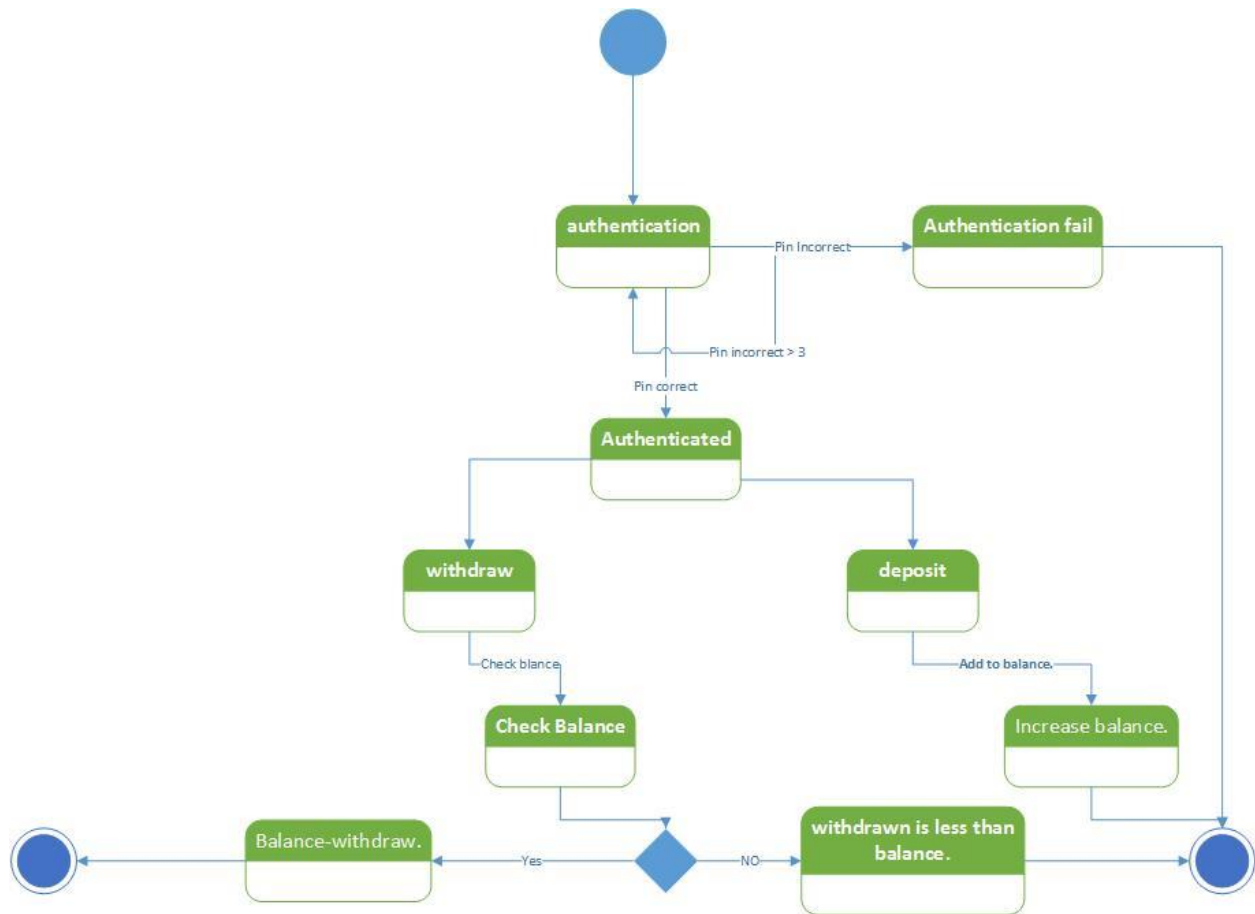 authentication
Authentication fail
Pin Incorrect
Pin incorrect > 3
Pin correct
Authenticated
withdraw
deposit
Check blance
Add to balance.
Check Balance
Increase balance.
withdrawn is less than
balance.
Balance-withdraw.
Yes
NO